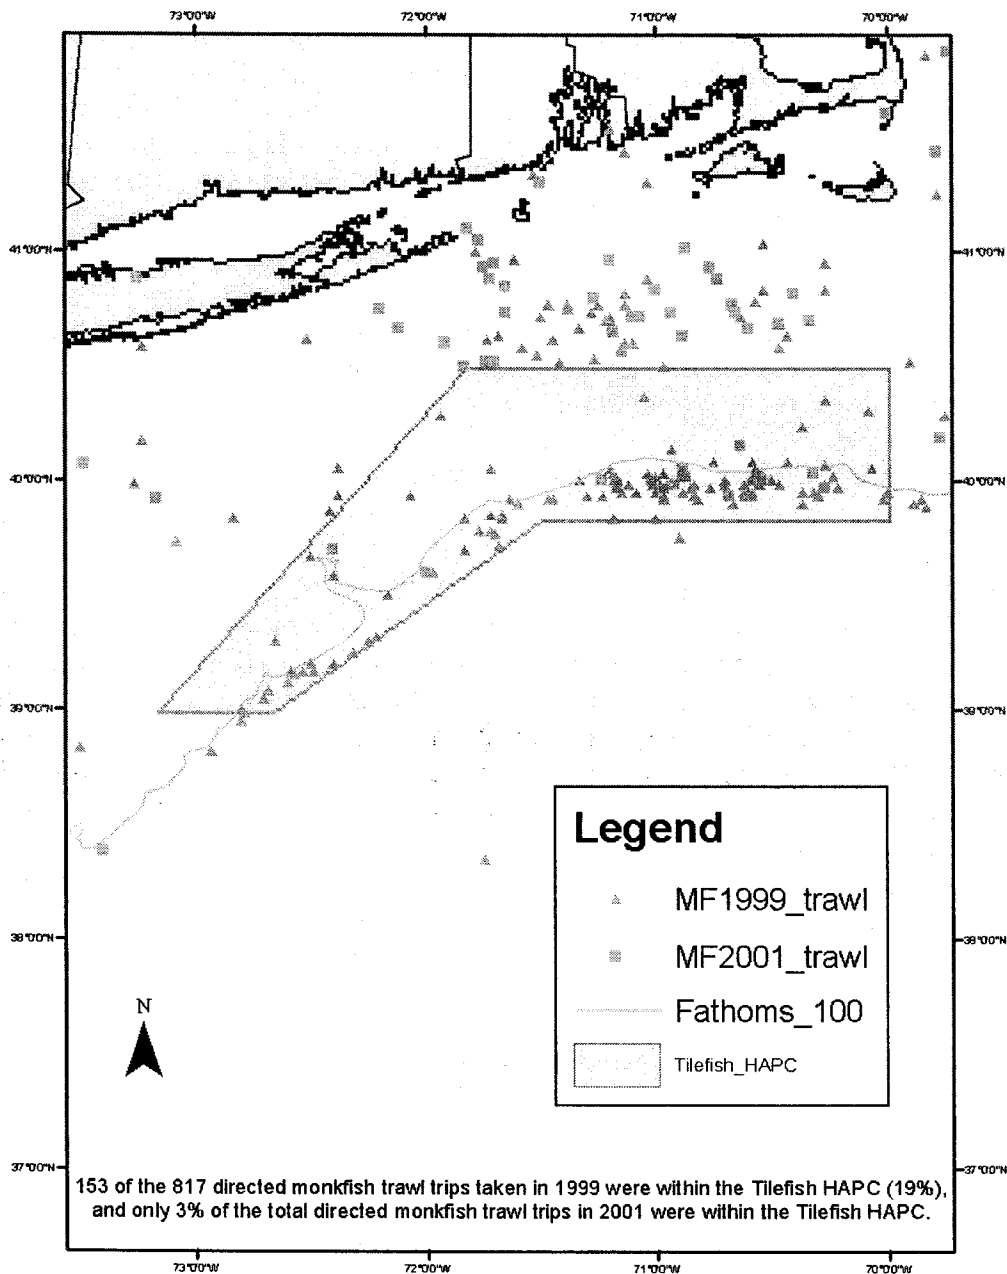 73°00"W 72°00"W 71°00"W 70°00"W
41°00"N 41°00"N
40°00"N 40°00"N
39°00"N 39°00"N
Legend
MF1999_trawl
MF2001_trawl
Fathoms_100
Tilefish_HAPC
38°00"N 38°00"N
N
37°00"N 37°00"N
153 of the 817 directed monkfish trawl trips taken in 1999 were within the Tilefish HAPC (19%),
and only 3% of the total directed monkfish trawl trips in 2001 were within the Tilefish HAPC.
73°00"W 72°00"W 71°00"W 70°00"W